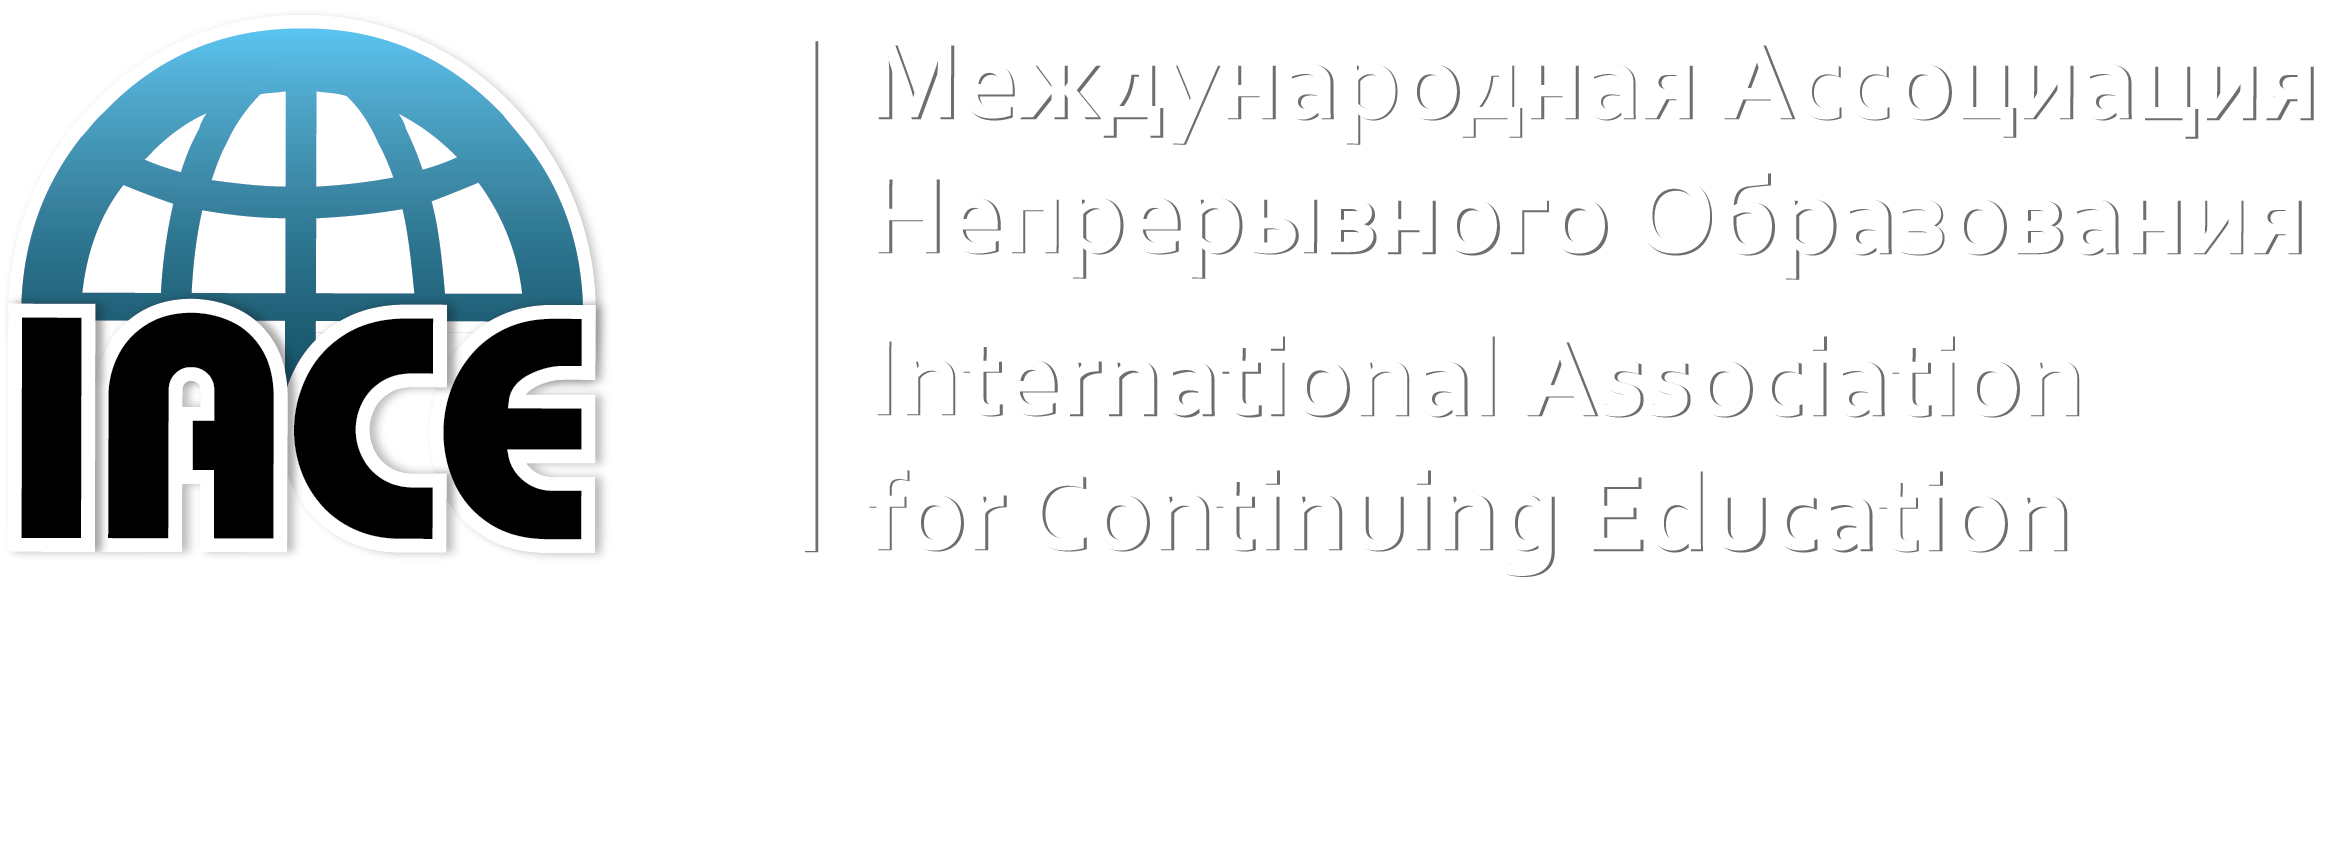 IACE
Международная Ассоциация
Непрерывного Образования
International Association
for Continuing Education